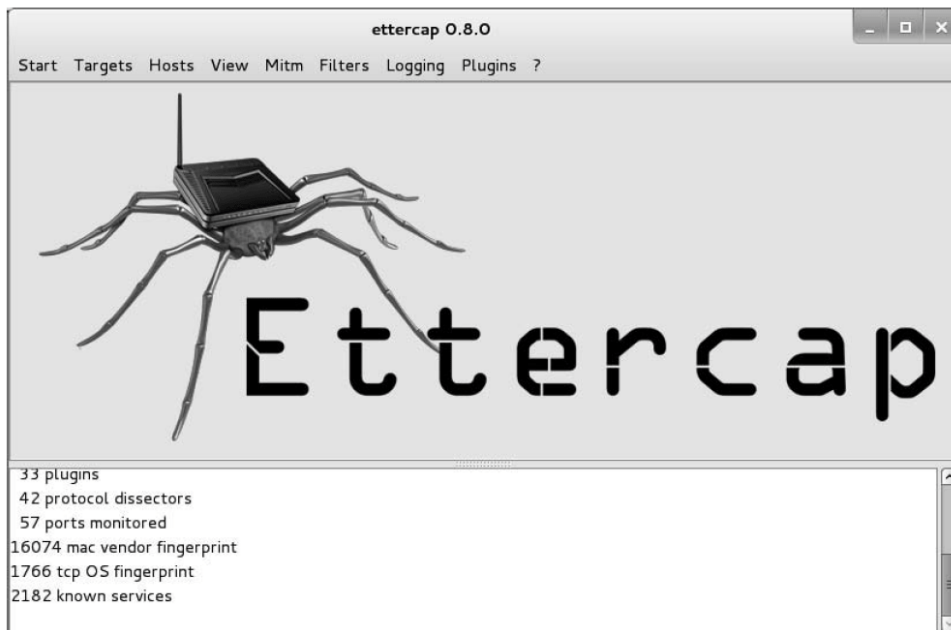 ettercap 0.8.0
Start Targets Hosts View Mitm Filters Logging Plugins ?
Ettercap
33 plugins
42 protocol dissectors
57 ports monitored
16074 mac vendor fingerprint
1766 tcp OS fingerprint
2182 known services